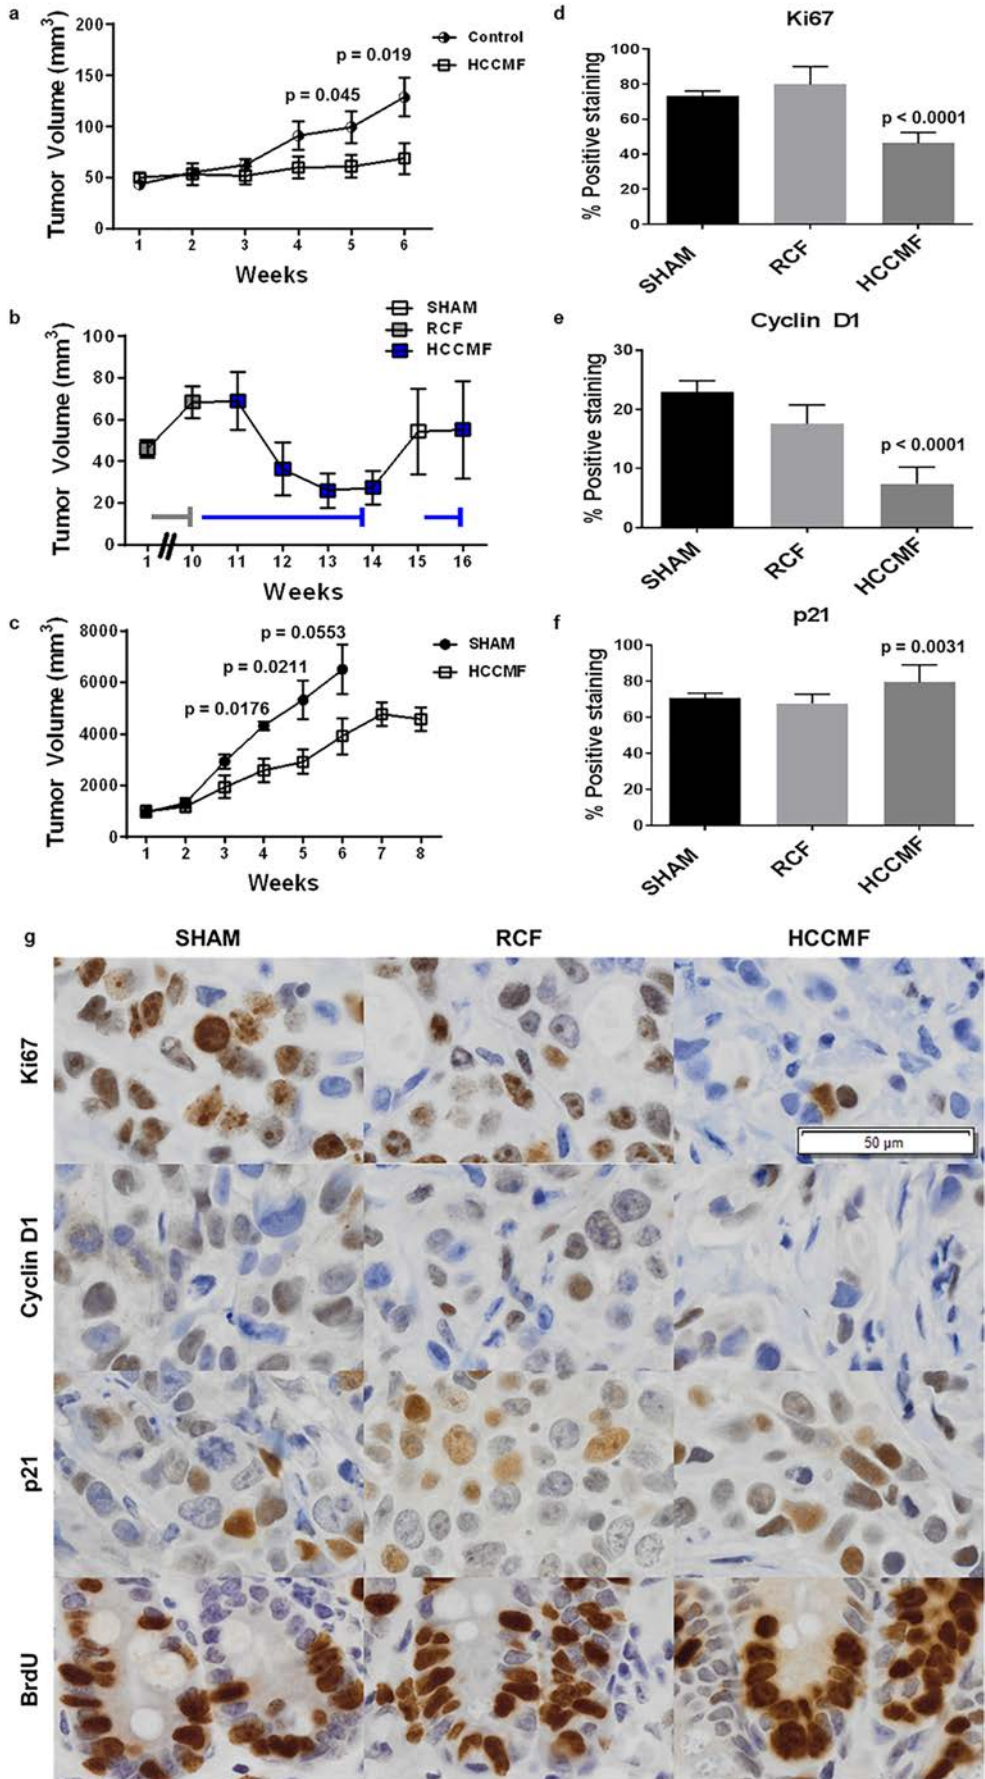 a
200
150
100
50
0
Tumor Volume (mm³)
p = 0.019
p = 0.045
Control
HCCMF
1 2 3 4 5 6
Weeks
b
100
80
60
40
20
0
Tumor Volume (mm³)
SHAM
RCF
HCCMF
1 10 11 12 13 14 15 16
Weeks
c
8000
6000
4000
2000
0
Tumor Volume (mm³)
p = 0.0553
p = 0.0211
p = 0.0176
SHAM
HCCMF
1 2 3 4 5 6 7 8
Weeks
d
Ki67
100
80
60
40
20
0
% Positive staining
p < 0.0001
SHAM RCF HCCMF
e
Cyclin D1
30
20
10
0
% Positive staining
p < 0.0001
SHAM RCF HCCMF
f
p21
100
80
60
40
20
0
% Positive staining
p = 0.0031
SHAM RCF HCCMF
g
SHAM RCF HCCMF
Ki67
50 µm
Cyclin D1
p21
BrdU